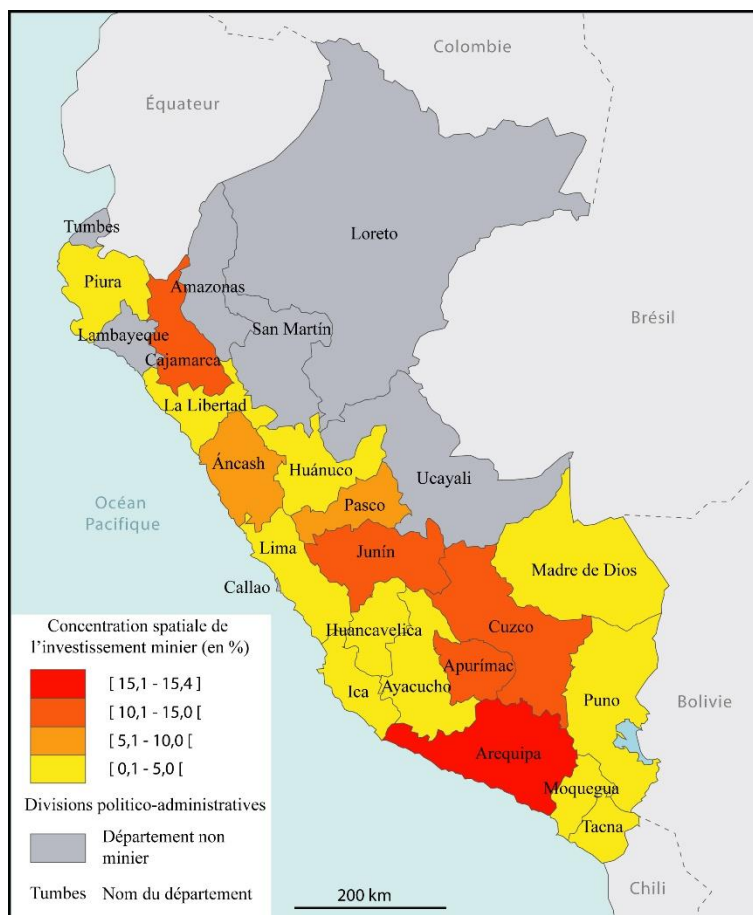 Colombie
Équateur
Tumbes
Loreto
Piura
Amazonas
San Martín
Brésil
Lambayeque
Cajamarca
La Libertad
Áncash
Huánuco
Ucayali
Océan
Pacifique
Pasco
Lima
Junín
Callao
Madre de Dios
Huancavelica
Cuzco
Apurímac
Ica
Ayacucho
Puno
Bolivie
Arequipa
Moquegua
Tacna
Chili
Concentration spatiale de
l’investissement minier (en %)
[ 15,1 - 15,4 ]
[ 10,1 - 15,0 [
[ 5,1 - 10,0 [
[ 0,1 - 5,0 [
Divisions politico-administratives
Département non
minier
Tumbes Nom du département
200 km